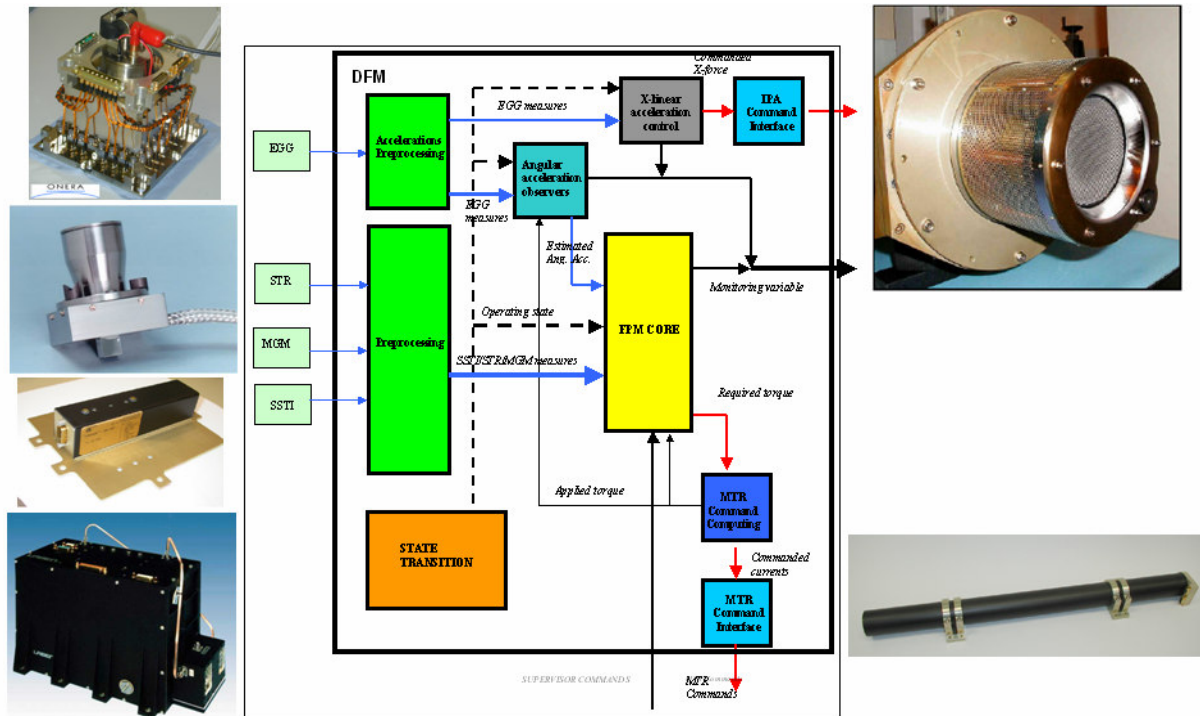 ONERA
DFM
EGG
STR
MGM
SSTI
Accelerations
Preprocessing
Preprocessing
STATE
TRANSITION
EGG measures
EGG
measures
Angular
acceleration
observers
Estimated
Ang. Acc.
Operating state
SSTI/STR/MGM measures
Applied torque
Commanded
X-force
X-linear
acceleration
control
IPA
Command
Interface
FPM CORE
Monitoring variable
Required torque
MTR
Command
Computing
Commanded
currents
MTR
Command
Interface
SUPERVISOR COMMANDS
MTR
Commands